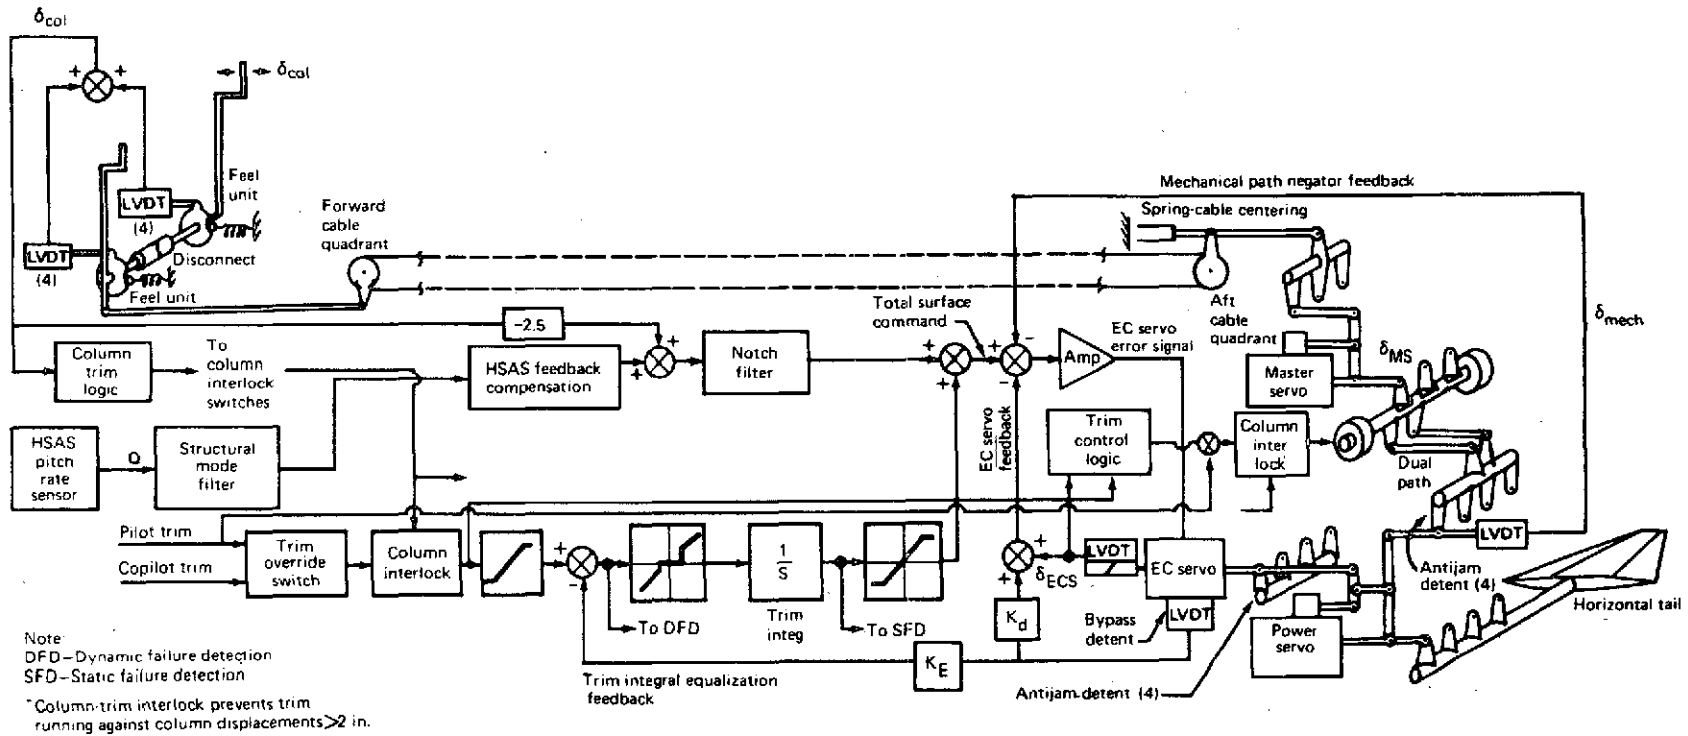 δcol
+
+
δcol
Feel
unit
LVDT
(4)
LVDT
(4)
Disconnect
Feel unit
Forward
cable
quadrant
Mechanical path negator feedback
Spring-cable centering
Aft
cable
quadrant
δmech
Total surface
command
EC servo
error signal
-2.5
+
+
Column
trim
logic
To
column
interlock
switches
HSAS feedback
compensation
Notch
filter
+
+
+
-
-
Amp
δMS
Master
servo
HSAS
pitch
rate
sensor
Q
Structural
mode
filter
EC servo
feedback
Trim
control
logic
Column
inter
lock
Dual
path
Pilot trim
Copilot trim
Trim
override
switch
Column
interlock
+
-
1
S
Trim
integ
To DFD
To SFD
+
+
δECS
LVDT
EC servo
LVDT
Bypass
detent
Kd
KE
Trim integral equalization
feedback
LVDT
Antijam
detent (4)
Horizontal tail
Power
servo
Antijam-detent (4)
Note
DFD–Dynamic failure detection
SFD–Static failure detection
*Column-trim interlock prevents trim
running against column displacements>2 in.